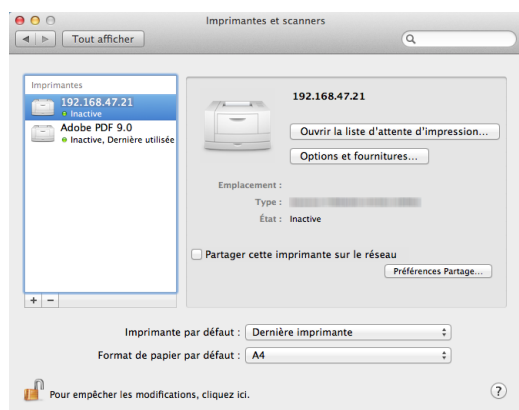 Imprimantes et scanners
Tout afficher
Imprimantes
192.168.47.21
Inactive
Adobe PDF 9.0
Inactive, Dernière utilisée
192.168.47.21
Ouvrir la liste d'attente d'impression...
Options et fournitures...
Emplacement :
Type :
État : Inactive
Partager cette imprimante sur le réseau
Préférences Partage...
+ −
Imprimante par défaut : Dernière imprimante
Format de papier par défaut : A4
Pour empêcher les modifications, cliquez ici.
?